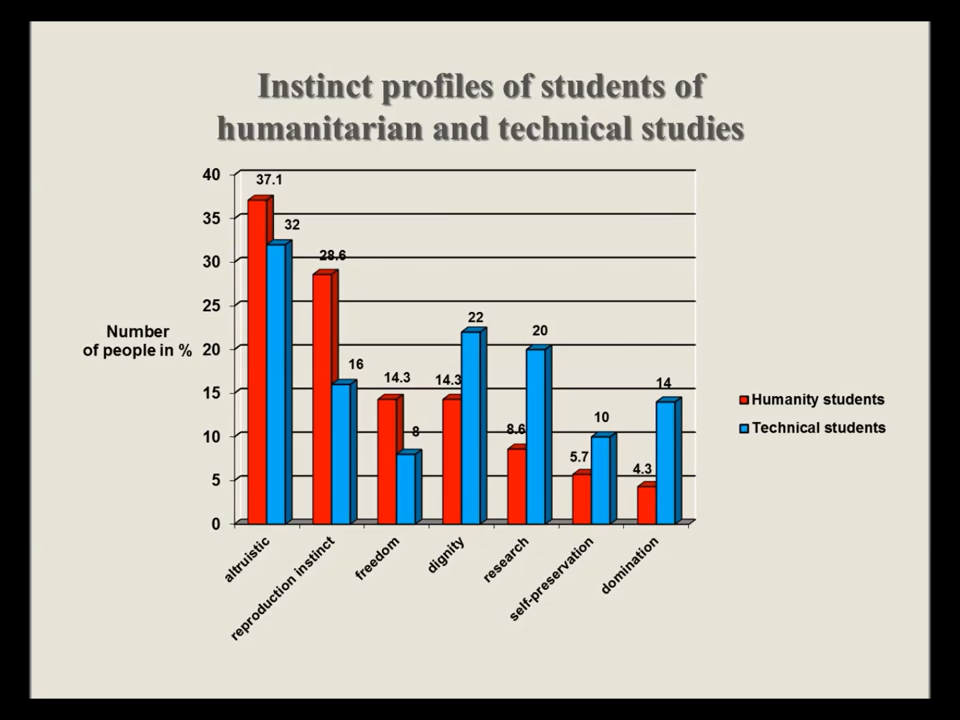 Instinct profiles of students of
humanitarian and technical studies
40
35
30
25
20
15
10
5
0
Number
of people in %
37.1
32
28.6
16
14.3
8
14.3
22
8.6
20
5.7
10
4.3
14
altruistic
reproduction instinct
freedom
dignity
research
self-preservation
domination
Humanity students
Technical students